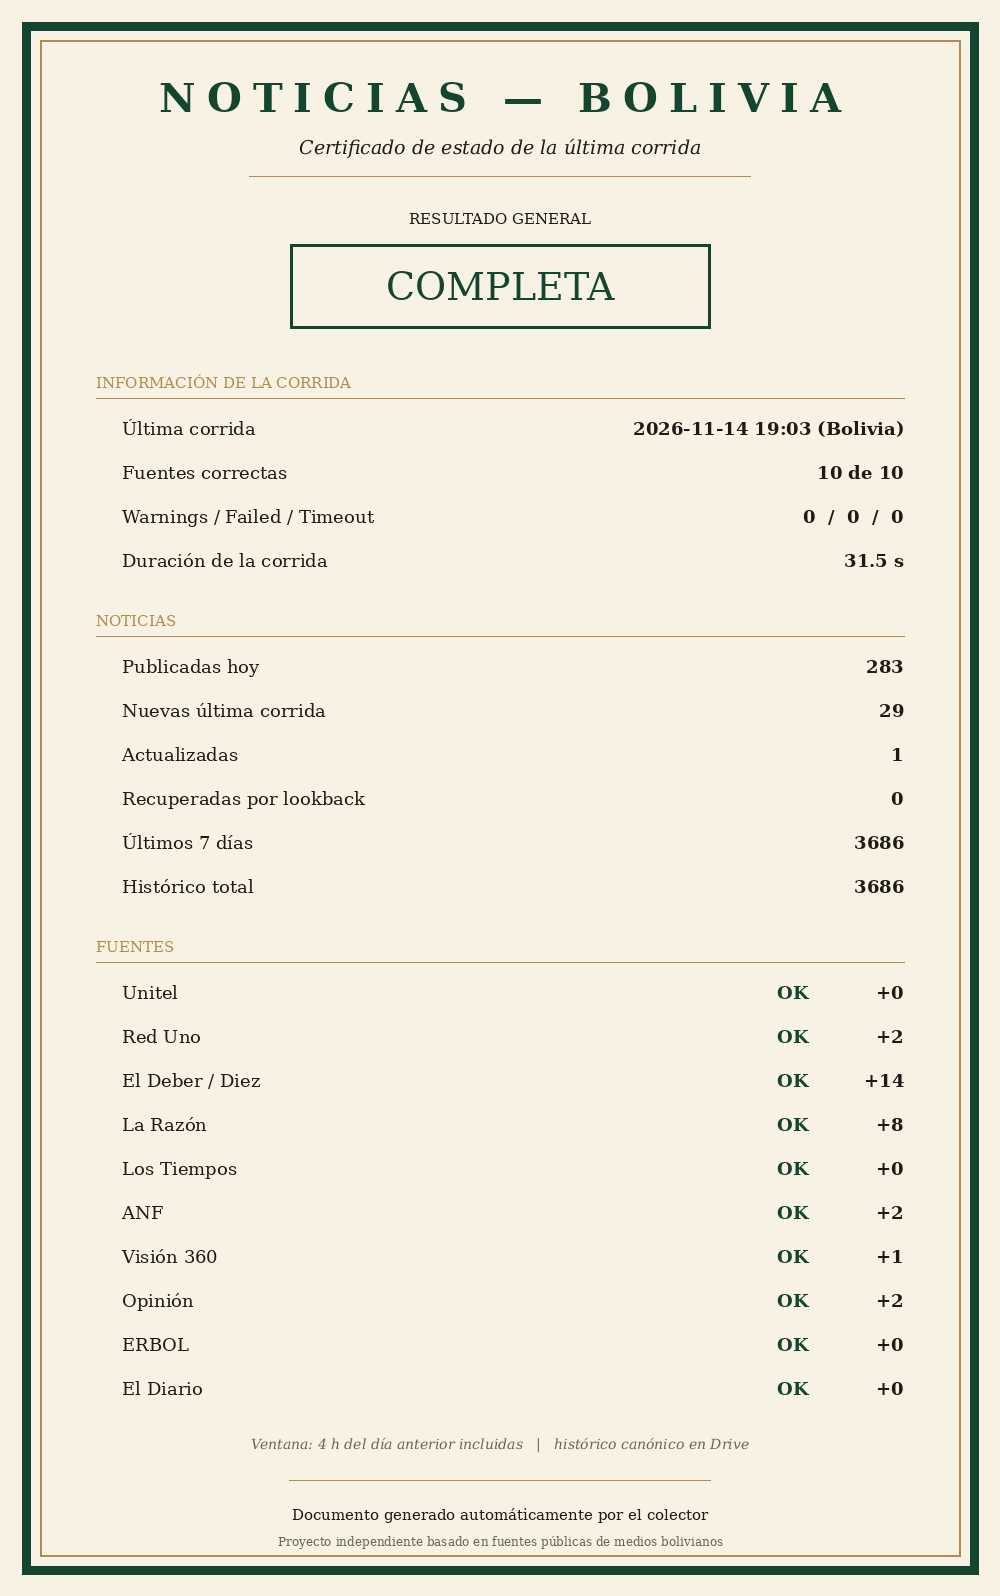 NOTICIAS — BOLIVIA
Certificado de estado de la última corrida
RESULTADO GENERAL
COMPLETA
INFORMACIÓN DE LA CORRIDA
Última corrida 2026-11-14 19:03 (Bolivia)
Fuentes correctas 10 de 10
Warnings / Failed / Timeout 0 / 0 / 0
Duración de la corrida 31.5 s
NOTICIAS
Publicadas hoy 283
Nuevas última corrida 29
Actualizadas 1
Recuperadas por lookback 0
Últimos 7 días 3686
Histórico total 3686
FUENTES
Unitel OK +0
Red Uno OK +2
El Deber / Diez OK +14
La Razón OK +8
Los Tiempos OK +0
ANF OK +2
Visión 360 OK +1
Opinión OK +2
ERBOL OK +0
El Diario OK +0
Ventana: 4 h del día anterior incluidas | histórico canónico en Drive
Documento generado automáticamente por el colector
Proyecto independiente basado en fuentes públicas de medios bolivianos